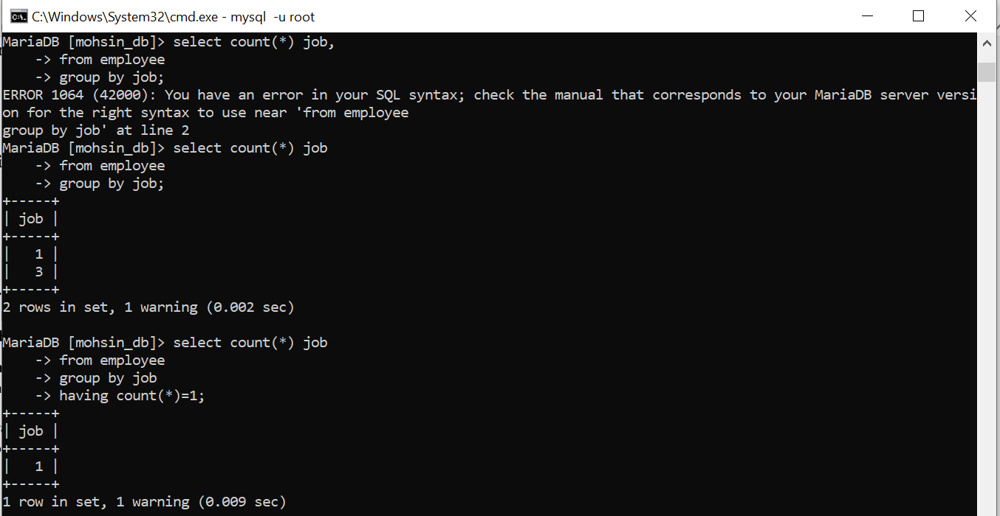 C:\Windows\System32\cmd.exe - mysql  -u root
MariaDB [mohsin_db]> select count(*) job,
    -> from employee
    -> group by job;
ERROR 1064 (42000): You have an error in your SQL syntax; check the manual that corresponds to your MariaDB server versi
on for the right syntax to use near 'from employee
group by job' at line 2
MariaDB [mohsin_db]> select count(*) job
    -> from employee
    -> group by job;
+-----+
| job |
+-----+
|   1 |
|   3 |
+-----+
2 rows in set, 1 warning (0.002 sec)

MariaDB [mohsin_db]> select count(*) job
    -> from employee
    -> group by job
    -> having count(*)=1;
+-----+
| job |
+-----+
|   1 |
+-----+
1 row in set, 1 warning (0.009 sec)